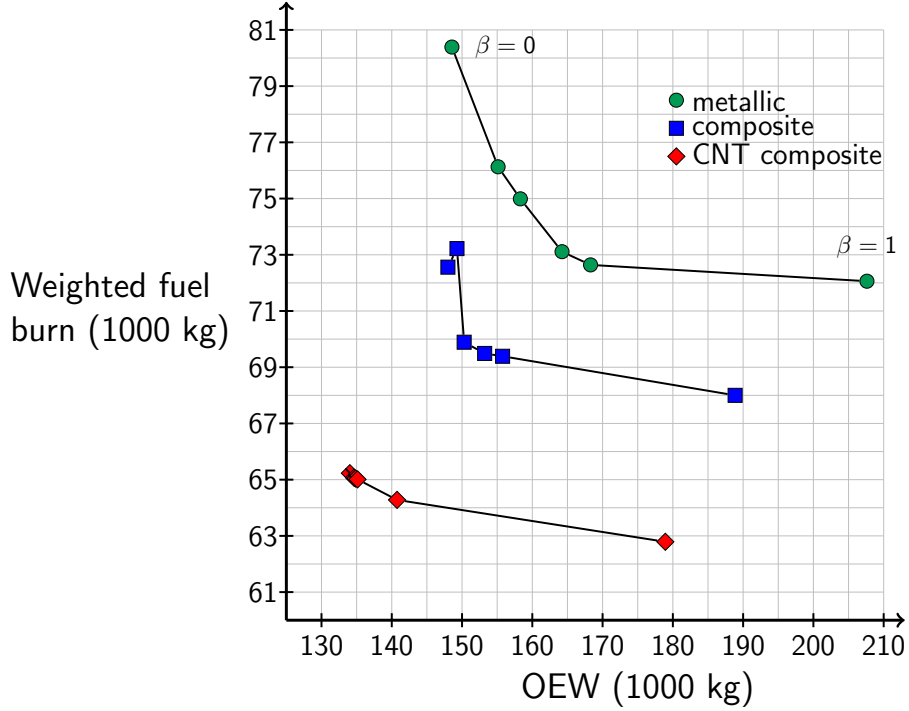 81
β = 0
79
metallic
composite
77
CNT composite
75
73
β = 1
Weighted fuel
burn (1000 kg)
71
69
67
65
63
61
130 140 150 160 170 180 190 200 210
OEW (1000 kg)